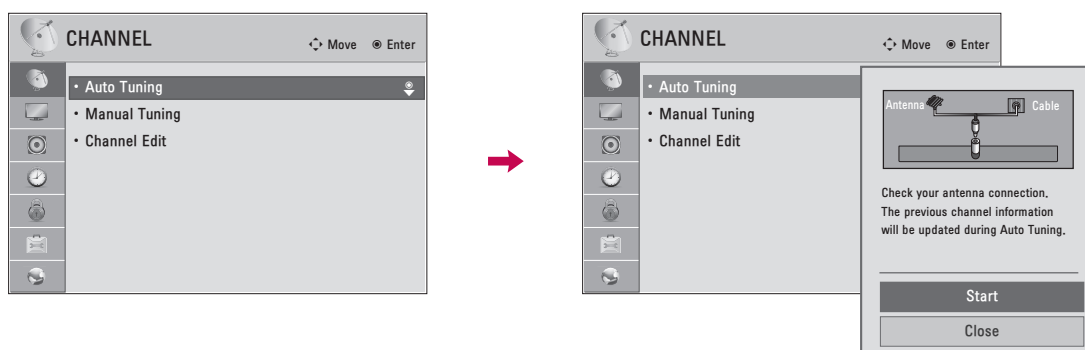 CHANNEL
Move Enter
• Auto Tuning
• Manual Tuning
• Channel Edit
CHANNEL
Move Enter
• Auto Tuning
• Manual Tuning
• Channel Edit
Antenna Cable
Check your antenna connection.
The previous channel information
will be updated during Auto Tuning.
Start
Close